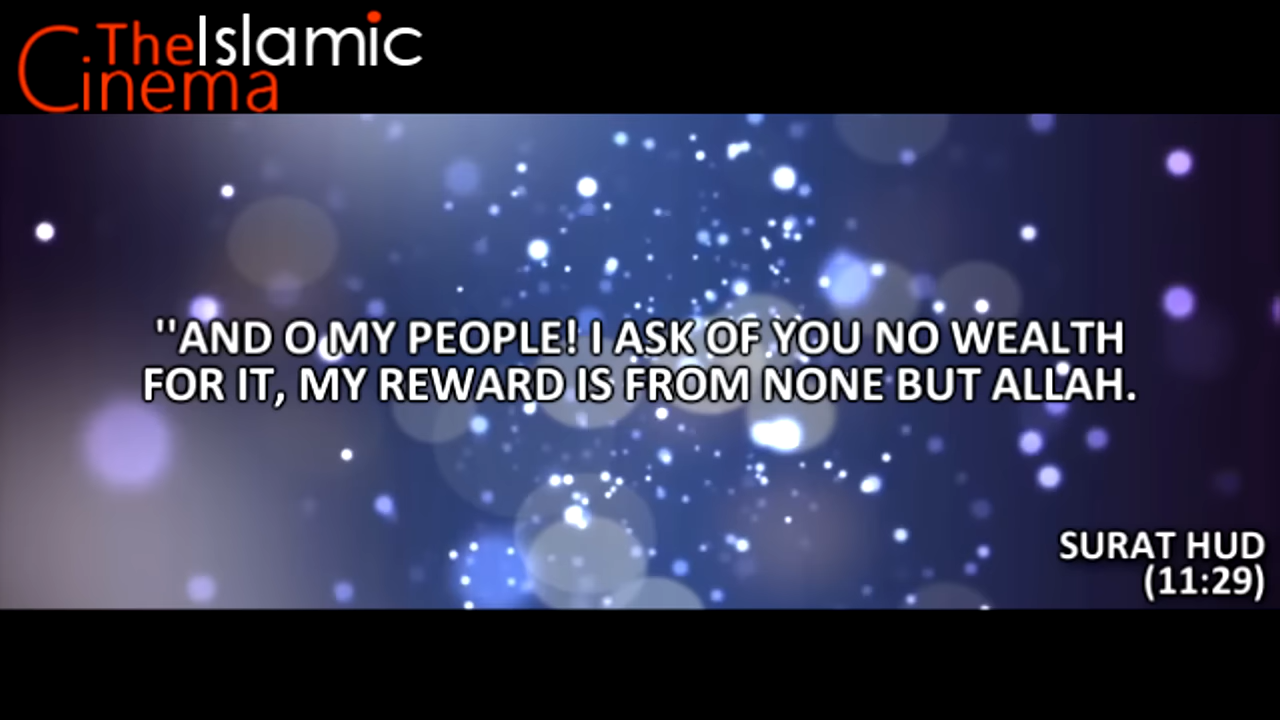 TheIslamic
Cinema
"AND O MY PEOPLE! I ASK OF YOU NO WEALTH
FOR IT, MY REWARD IS FROM NONE BUT ALLAH.
SURAT HUD
(11:29)